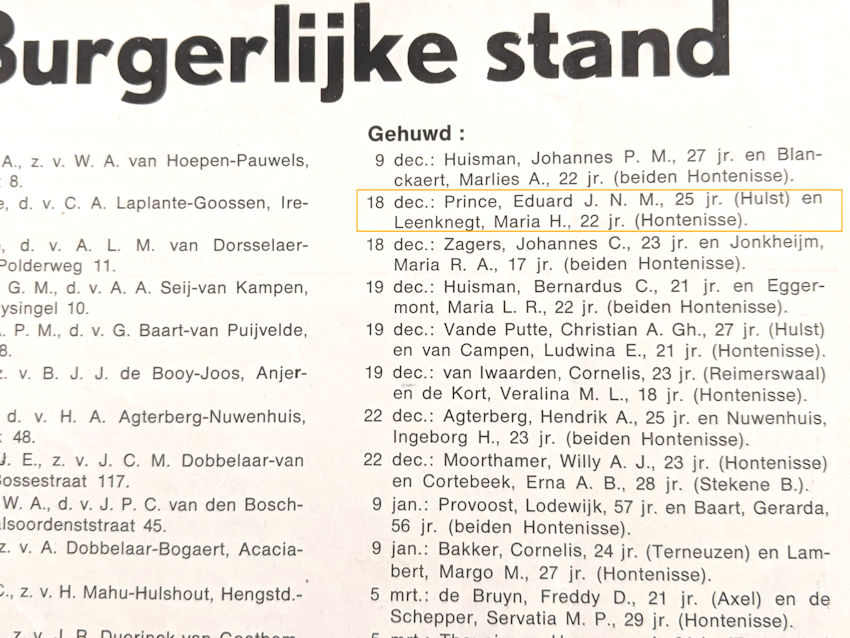 Burgerlijke stand
A., z. v. W. A. van Hoepen-Pauwels,
8.
e, d. v. C. A. Laplante-Goossen, Ire-
e, d. v. A. L. M. van Dorsselaer-
Polderweg 11.
G. M., d. v. A. A. Seij-van Kampen,
ysingel 10.
P. M., d. v. G. Baart-van Puijvelde,
8.
z. v. B. J. J. de Booy-Joos, Anjer-
d. v. H. A. Agterberg-Nuwenhuis,
48.
J. E., z. v. J. C. M. Dobbelaar-van
Bossestraat 117.
W. A., d. v. J. P. C. van den Bosch-
alsoordenststraat 45.
z. v. A. Dobbelaar-Bogaert, Acacia-
C., z. v. H. Mahu-Hulshout, Hengstd.-
z. v. J. R.
Gehuwd :
9 dec.: Huisman, Johannes P. M., 27 jr. en Blan-
ckaert, Marlies A., 22 jr. (beiden Hontenisse).
18 dec.: Prince, Eduard J. N. M., 25 jr. (Hulst) en
Leenknegt, Maria H., 22 jr. (Hontenisse).
18 dec.: Zagers, Johannes C., 23 jr. en Jonkheijm,
Maria R. A., 17 jr. (beiden Hontenisse).
19 dec.: Huisman, Bernardus C., 21 jr. en Egger-
mont, Maria L. R., 22 jr. (beiden Hontenisse).
19 dec.: Vande Putte, Christian A. Gh., 27 jr. (Hulst)
en van Campen, Ludwina E., 21 jr. (Hontenisse).
19 dec.: van Iwaarden, Cornelis, 23 jr. (Reimerswaal)
en de Kort, Veralina M. L., 18 jr. (Hontenisse).
22 dec.: Agterberg, Hendrik A., 25 jr. en Nuwenhuis,
Ingeborg H., 23 jr. (beiden Hontenisse).
22 dec.: Moorthamer, Willy A. J., 23 jr. (Hontenisse)
en Cortebeek, Erna A. B., 28 jr. (Stekene B.).
9 jan.: Provoost, Lodewijk, 57 jr. en Baart, Gerarda,
56 jr. (beiden Hontenisse).
9 jan.: Bakker, Cornelis, 24 jr. (Terneuzen) en Lam-
bert, Margo M., 27 jr. (Hontenisse).
5 mrt.: de Bruyn, Freddy D., 21 jr. (Axel) en de
Schepper, Servatia M. P., 29 jr. (Hontenisse).
5 mrt.: